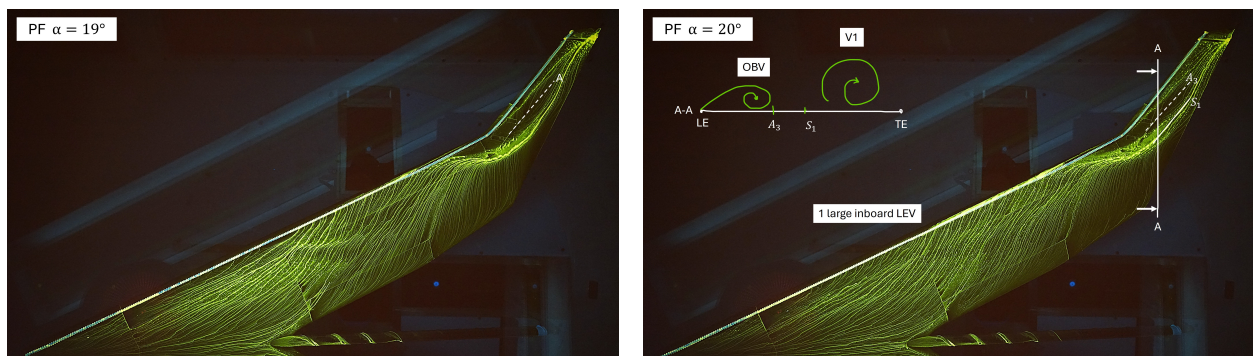 PF α = 19°
A
PF α = 20°
V1
OBV
A-A
LE
A₃
S₁
TE
1 large inboard LEV
A
A₃
S₁
A